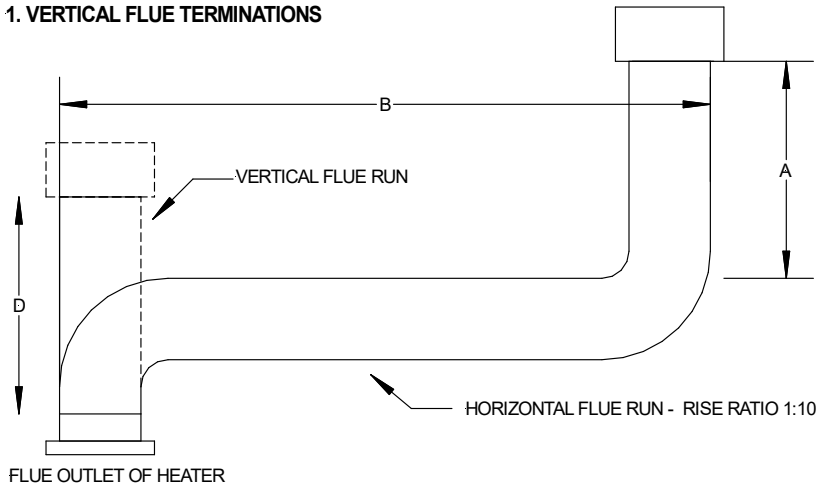 1. VERTICAL FLUE TERMINATIONS
B
VERTICAL FLUE RUN
A
D
HORIZONTAL FLUE RUN - RISE RATIO 1:10
FLUE OUTLET OF HEATER